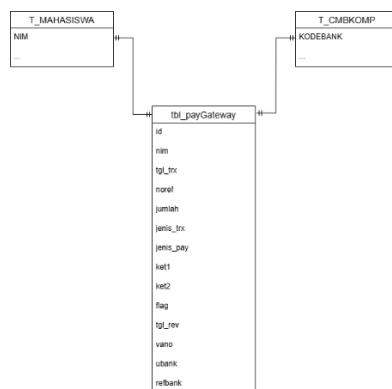 T_MAHASISWA
NIM
...
T_CMBKOMP
KODEBANK
...
tbl_payGateway
id
nim
tgl_trx
noref
jumlah
jenis_trx
jenis_pay
ket1
ket2
flag
tgl_rev
vano
ubank
refbank